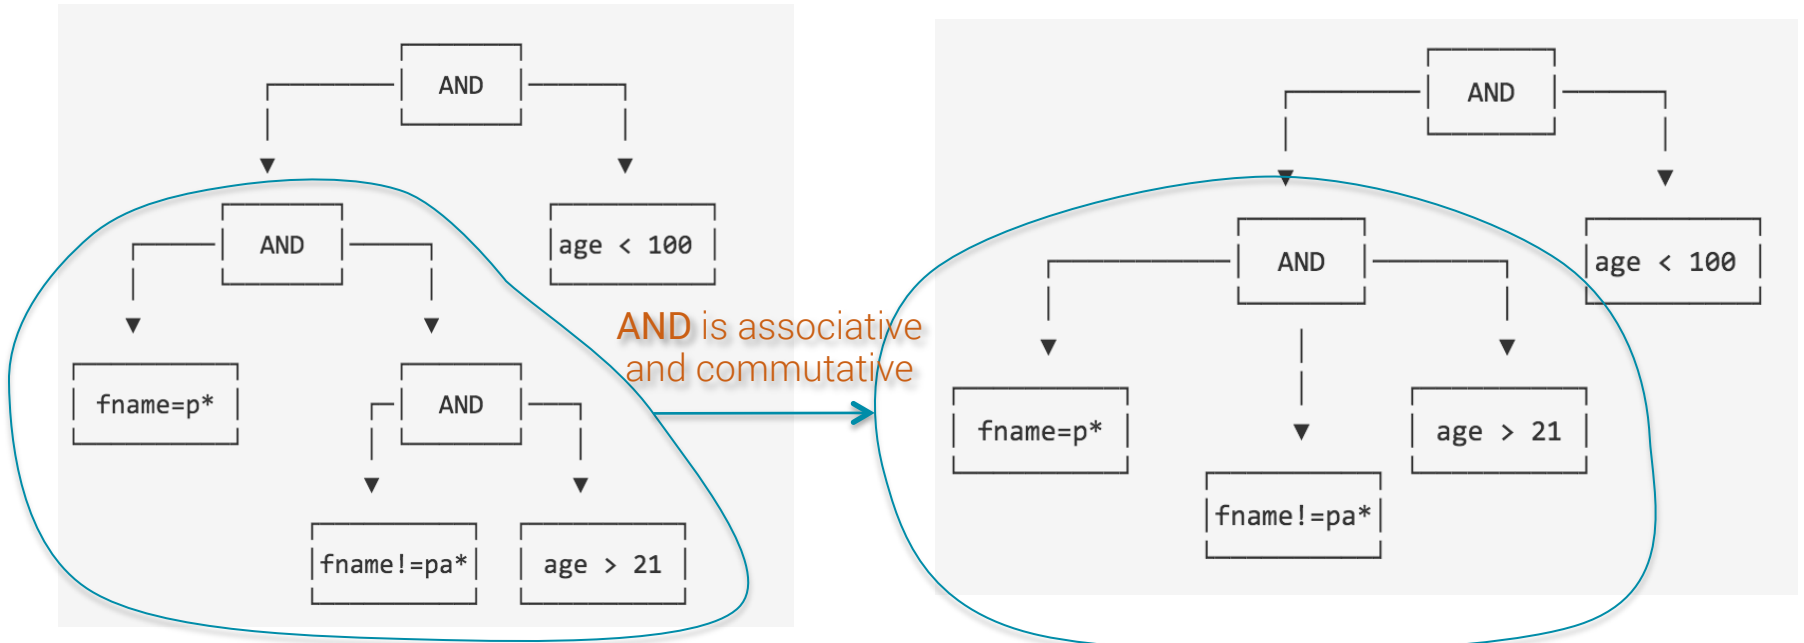 AND
AND
age < 100
fname=p*
AND
fname!=pa*
age > 21
AND is associative
and commutative
AND
AND
age < 100
fname=p*
age > 21
fname!=pa*